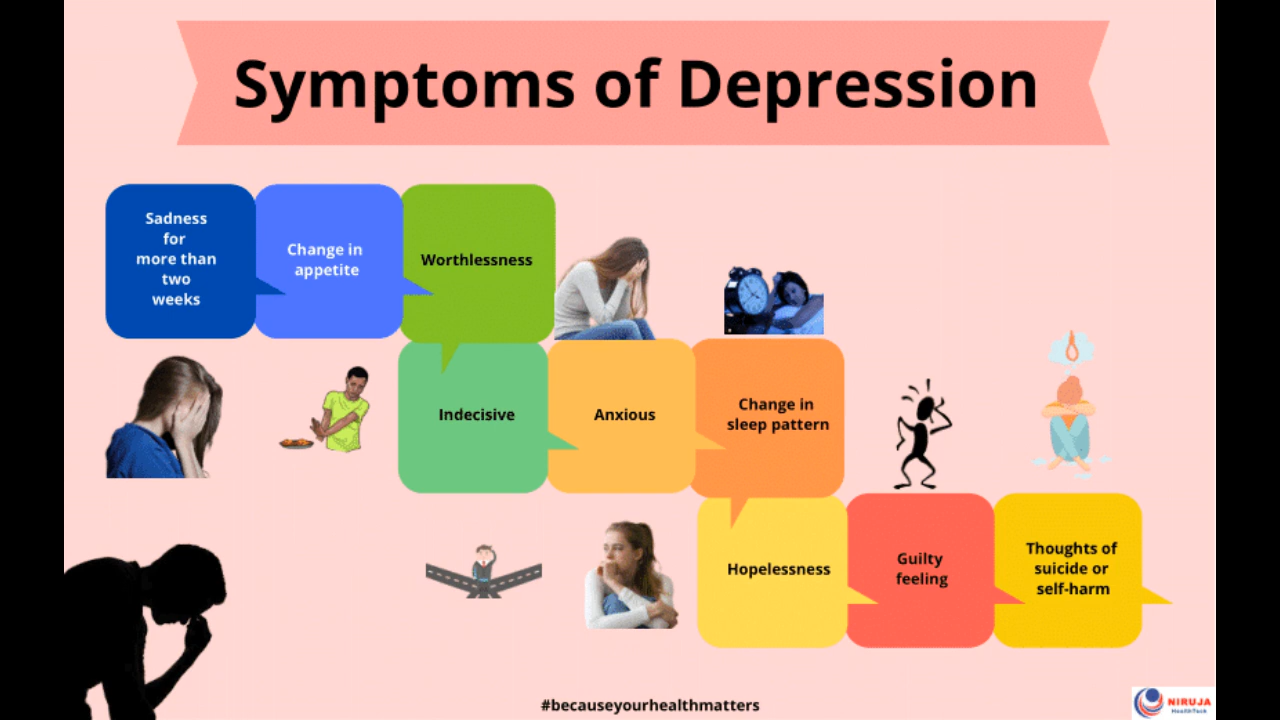 Symptoms of Depression
Sadness
for
more than
two
weeks
Change in
appetite
Worthlessness
Indecisive
Anxious
Change in
sleep pattern
Hopelessness
Guilty
feeling
Thoughts of
suicide or
self-harm
#becauseyourhealthmatters
NIRUJA
HealthTech